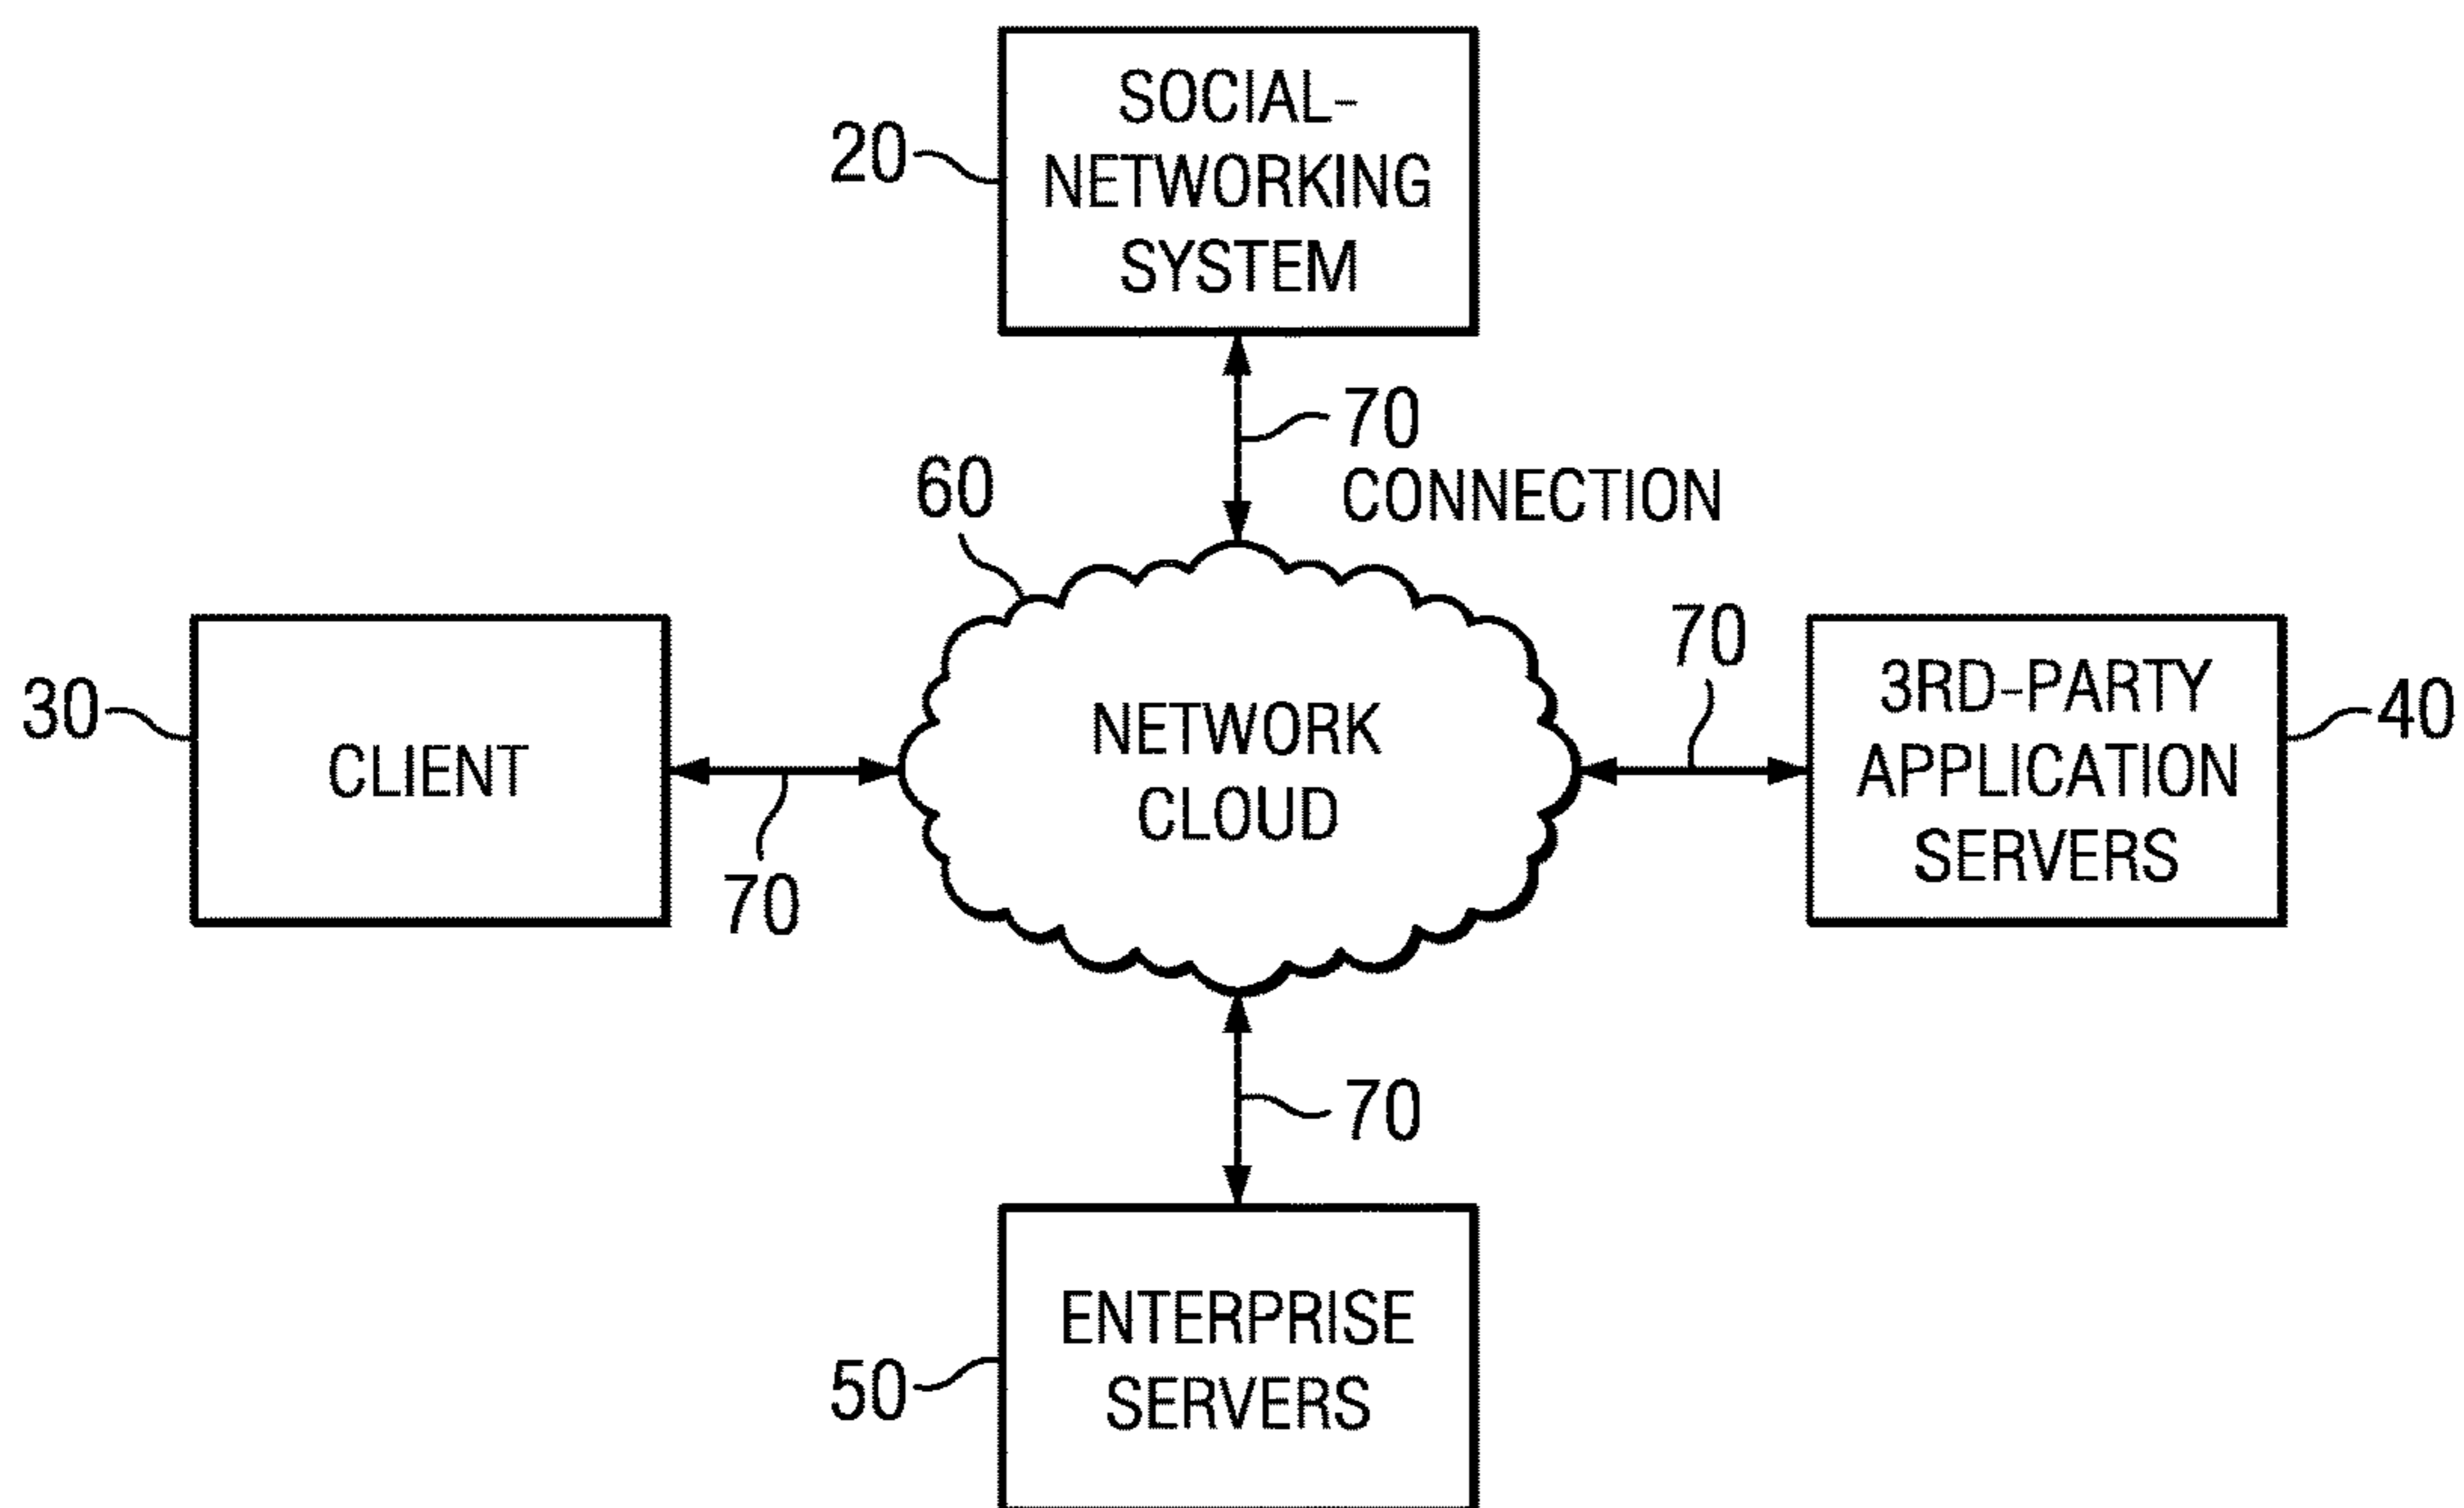 SOCIAL-
NETWORKING
SYSTEM
20
70
CONNECTION
60
NETWORK
CLOUD
30
CLIENT
70
70
3RD-PARTY
APPLICATION
SERVERS
40
70
ENTERPRISE
SERVERS
50